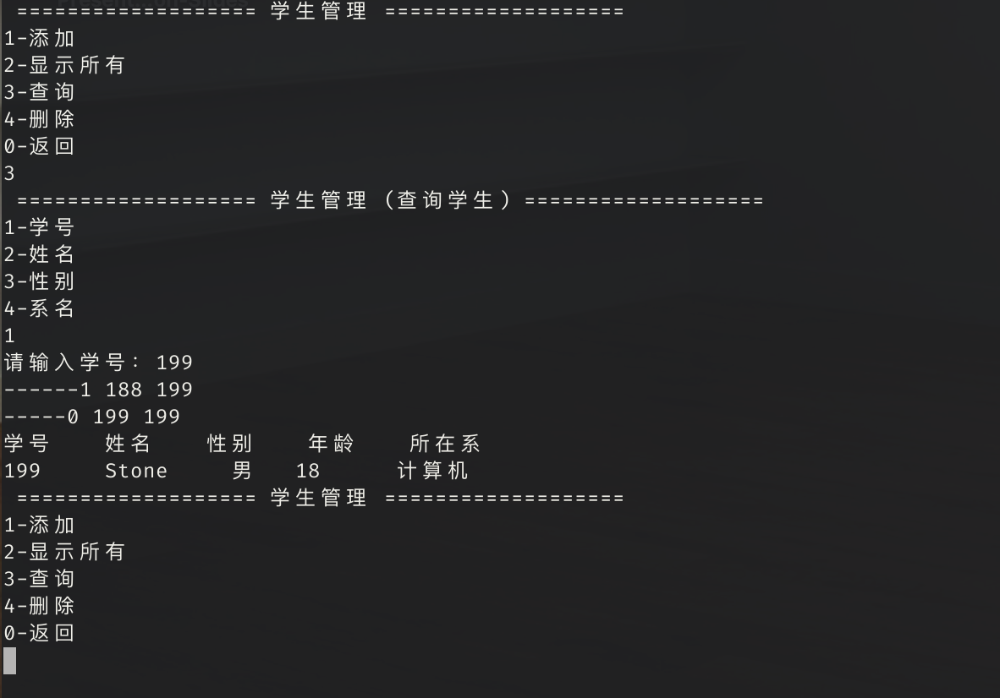 =================== 学生管理 ===================
1-添加
2-显示所有
3-查询
4-删除
0-返回
3
=================== 学生管理（查询学生）===================
1-学号
2-姓名
3-性别
4-系名
1
请输入学号：199
------1 188 199
-----0 199 199
学号 姓名 性别 年龄 所在系
199 Stone 男 18 计算机
=================== 学生管理 ===================
1-添加
2-显示所有
3-查询
4-删除
0-返回